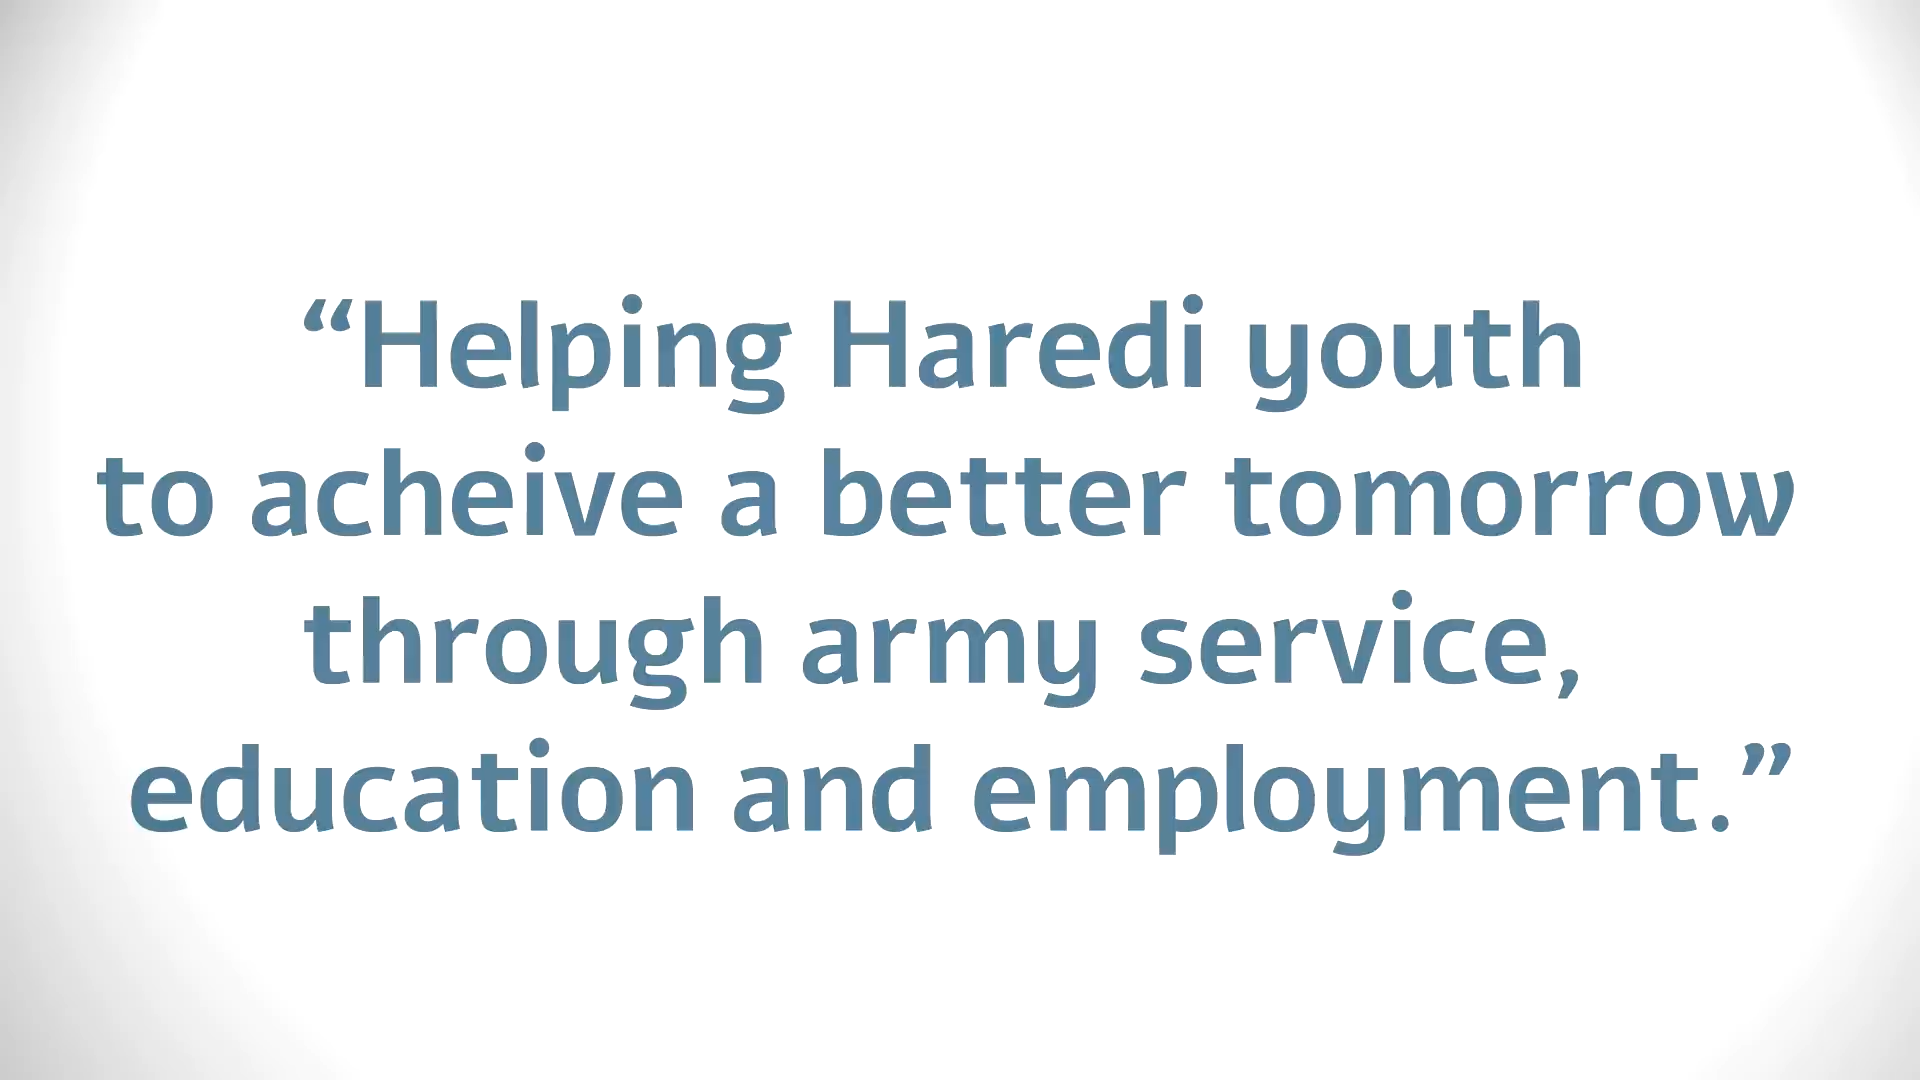 “Helping Haredi youth
to acheive a better tomorrow
through army service,
education and employment.”